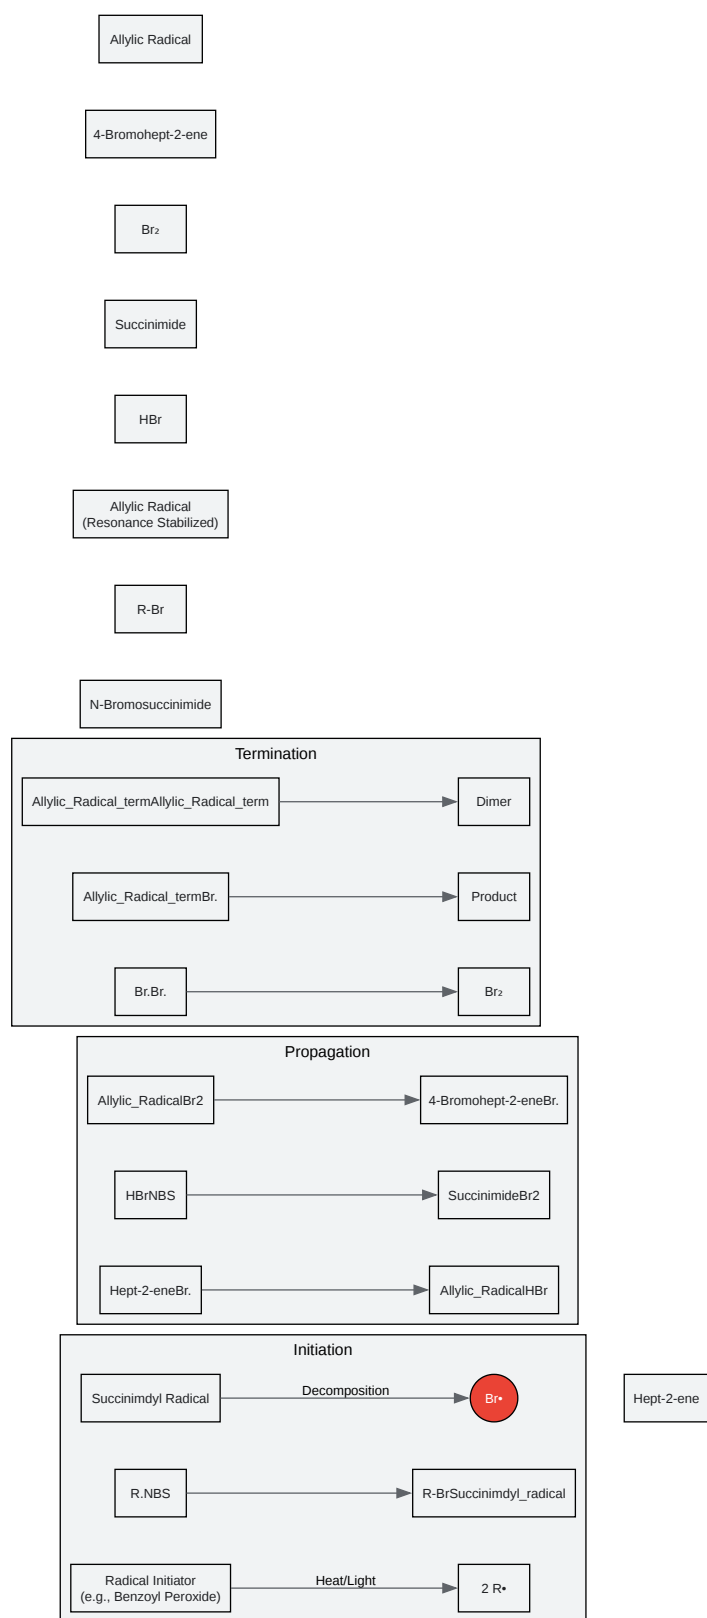 Allylic Radical
4-Bromohept-2-ene
Br₂
Succinimide
HBr
Allylic Radical
(Resonance Stabilized)
R-Br
N-Bromosuccinimide
Termination
Allylic_Radical_termAllylic_Radical_term
Dimer
Allylic_Radical_termBr.
Product
Br.Br.
Br₂
Propagation
Allylic_RadicalBr2
4-Bromohept-2-eneBr.
HBrNBS
SuccinimideBr2
Hept-2-eneBr.
Allylic_RadicalHBr
Initiation
Succinimdyl Radical
Decomposition
Br•
Hept-2-ene
R.NBS
R-BrSuccinimdyl_radical
Radical Initiator
(e.g., Benzoyl Peroxide)
Heat/Light
2 R•